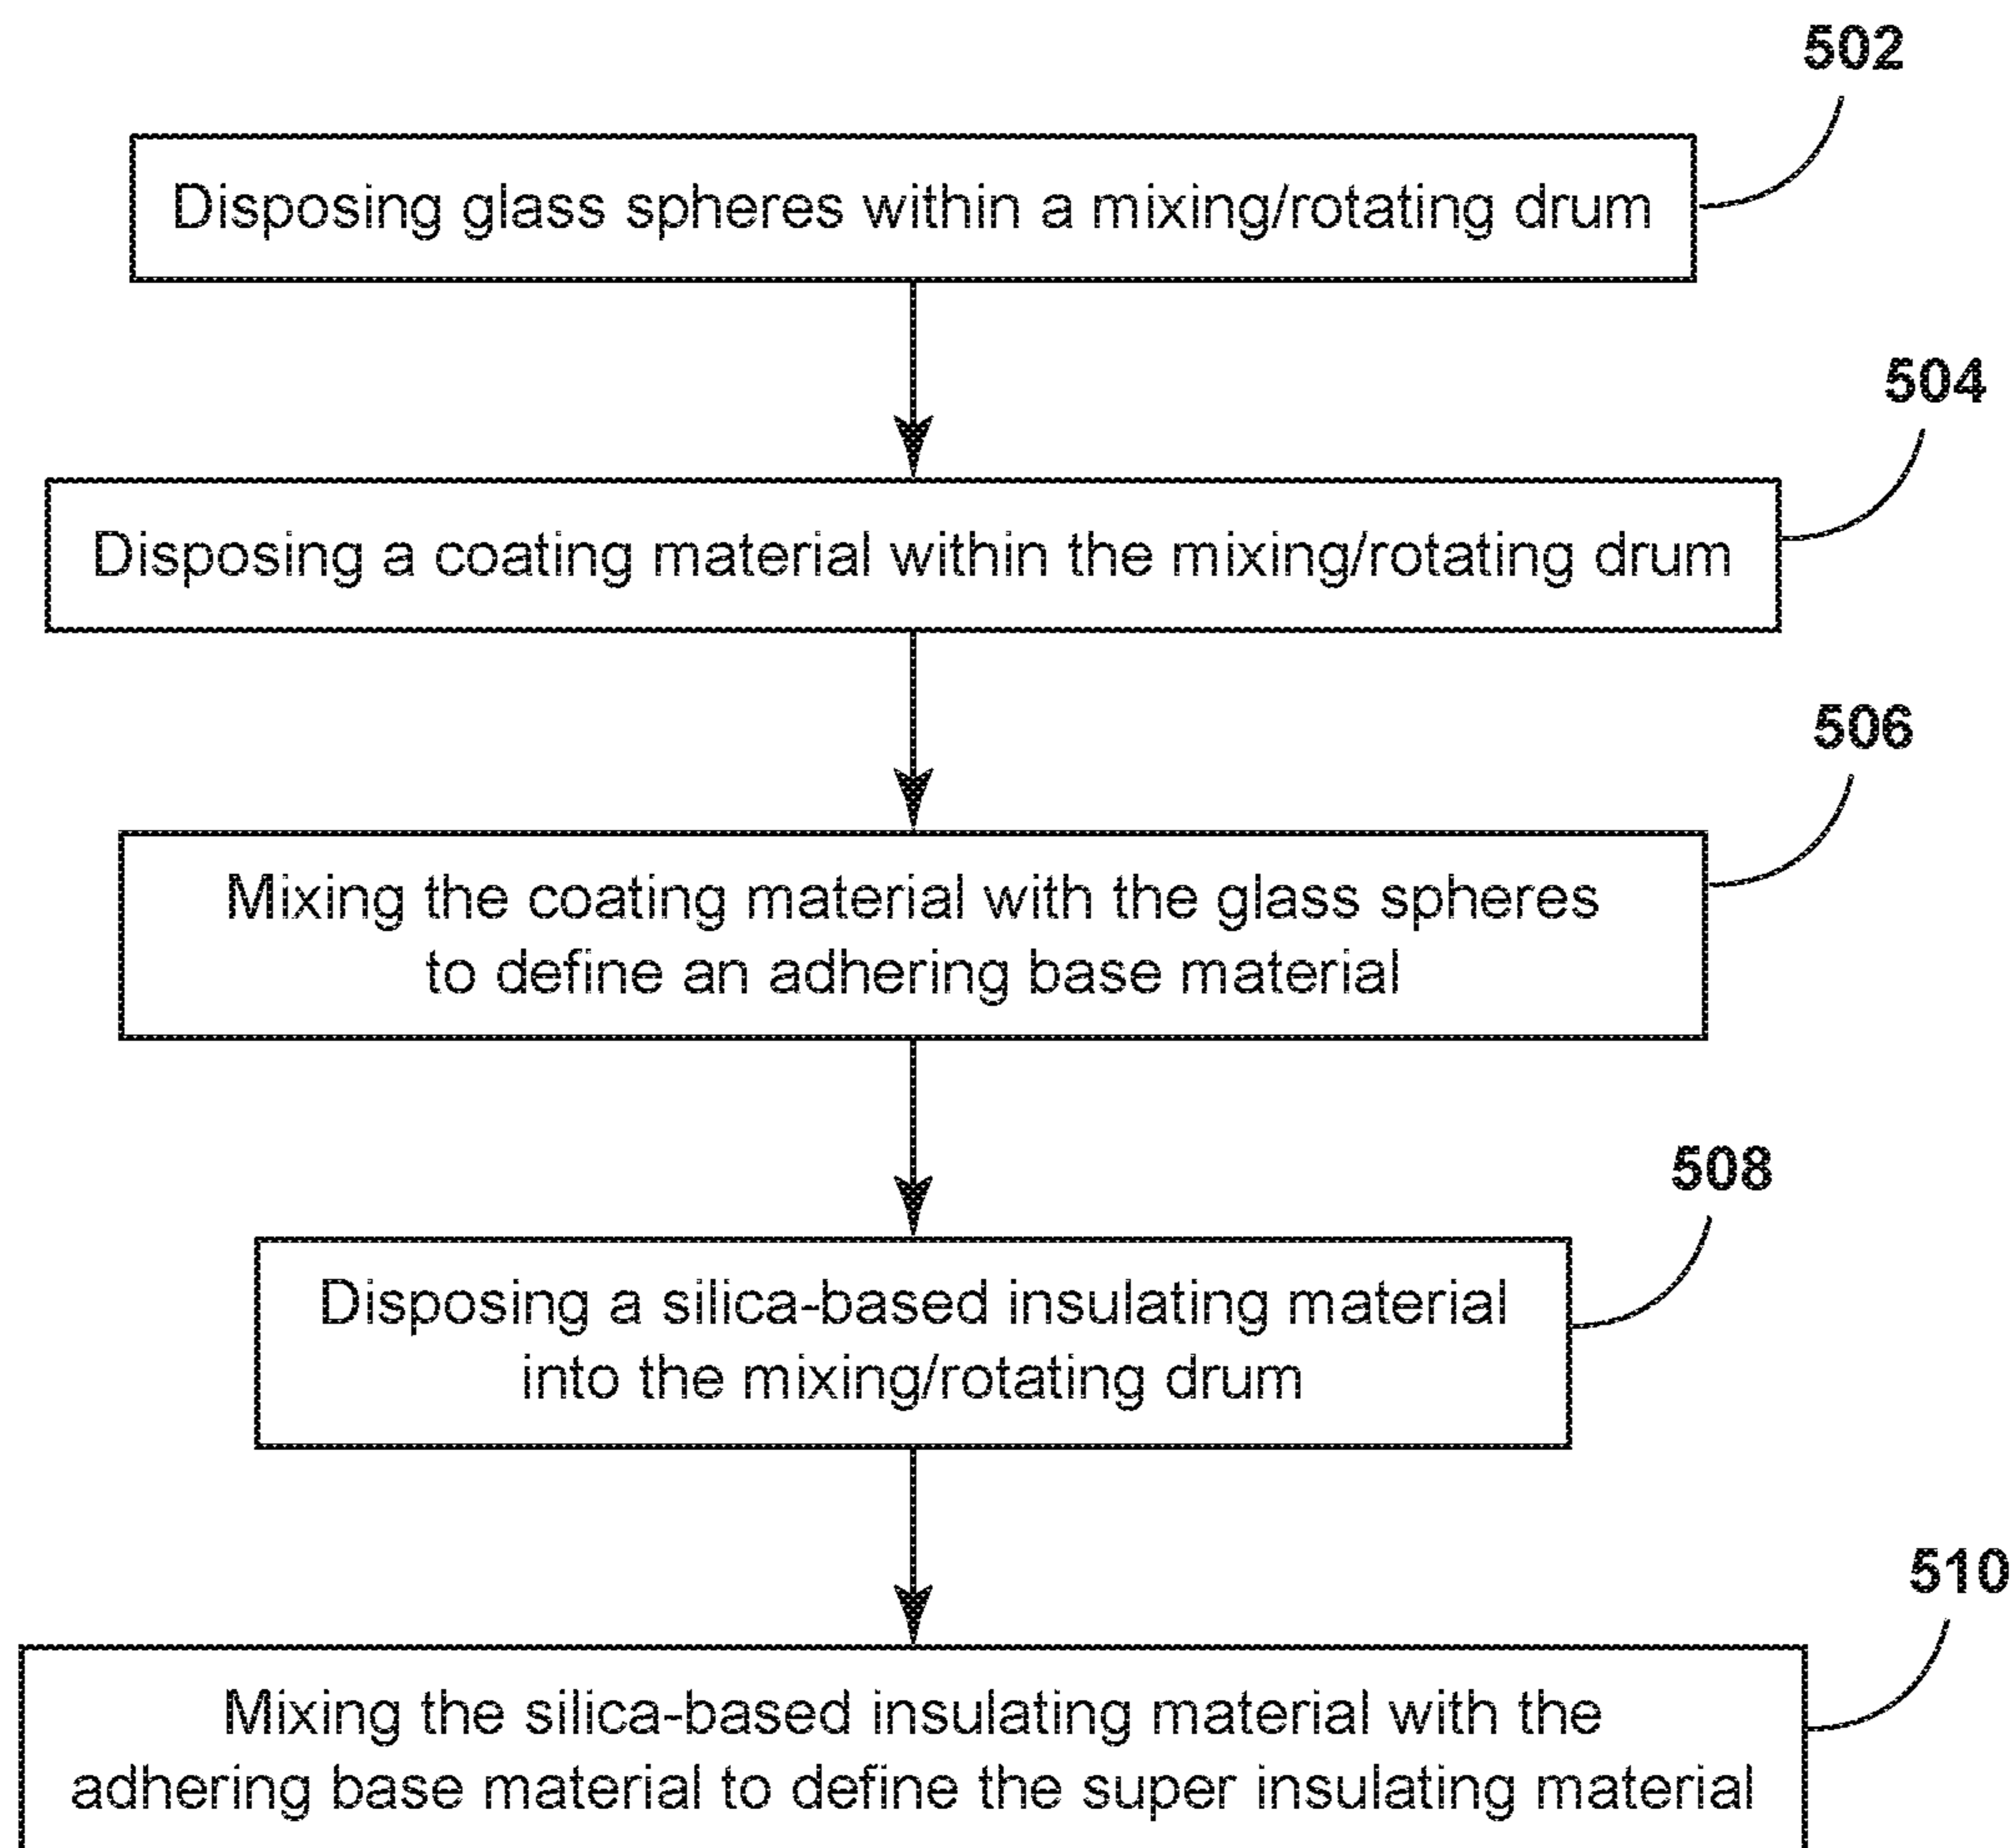 502
Disposing glass spheres within a mixing/rotating drum
504
Disposing a coating material within the mixing/rotating drum
506
Mixing the coating material with the glass spheres
to define an adhering base material
508
Disposing a silica-based insulating material
into the mixing/rotating drum
510
Mixing the silica-based insulating material with the
adhering base material to define the super insulating material